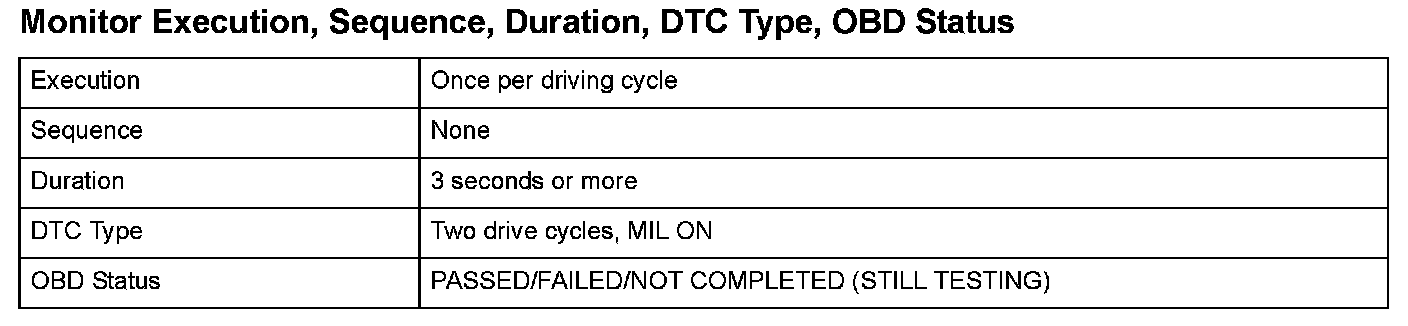 Monitor Execution, Sequence, Duration, DTC Type, OBD Status
Execution Once per driving cycle
Sequence None
Duration 3 seconds or more
DTC Type Two drive cycles, MIL ON
OBD Status PASSED/FAILED/NOT COMPLETED (STILL TESTING)